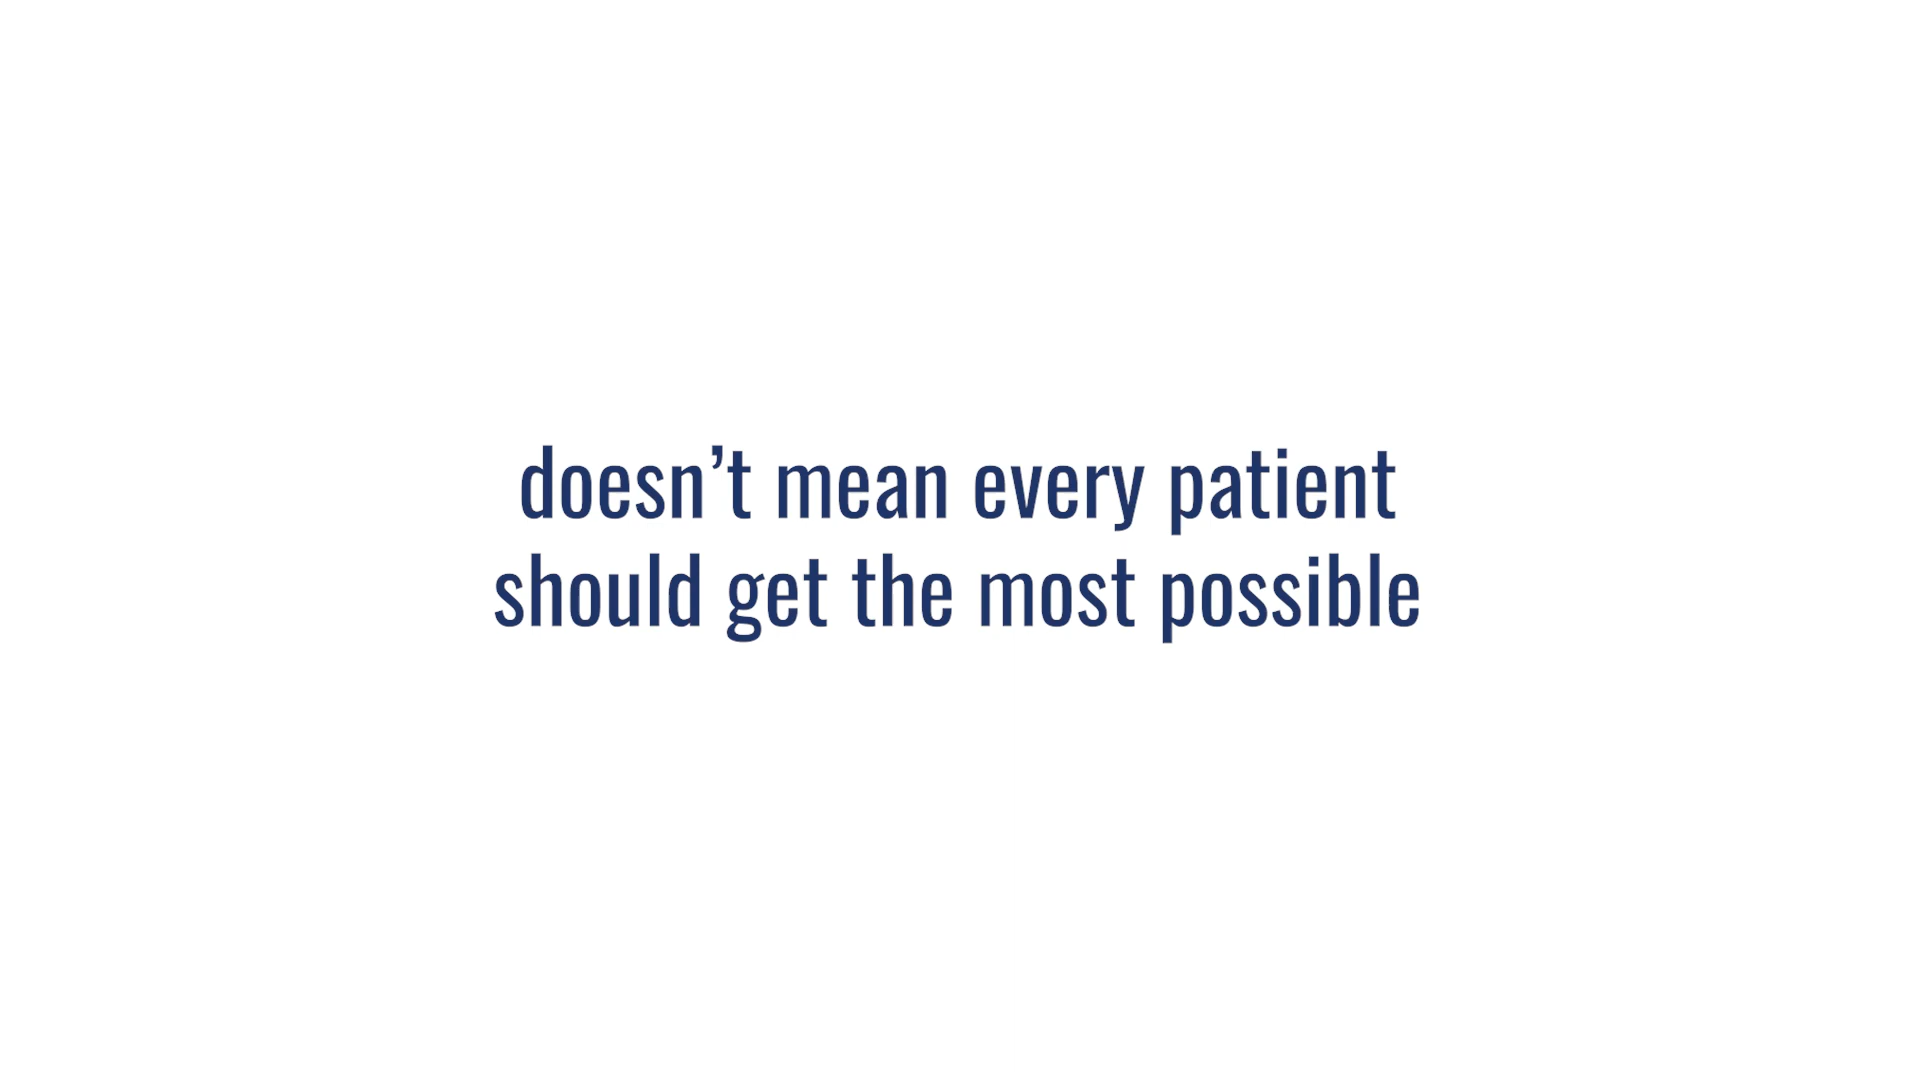 doesn’t mean every patient
should get the most possible